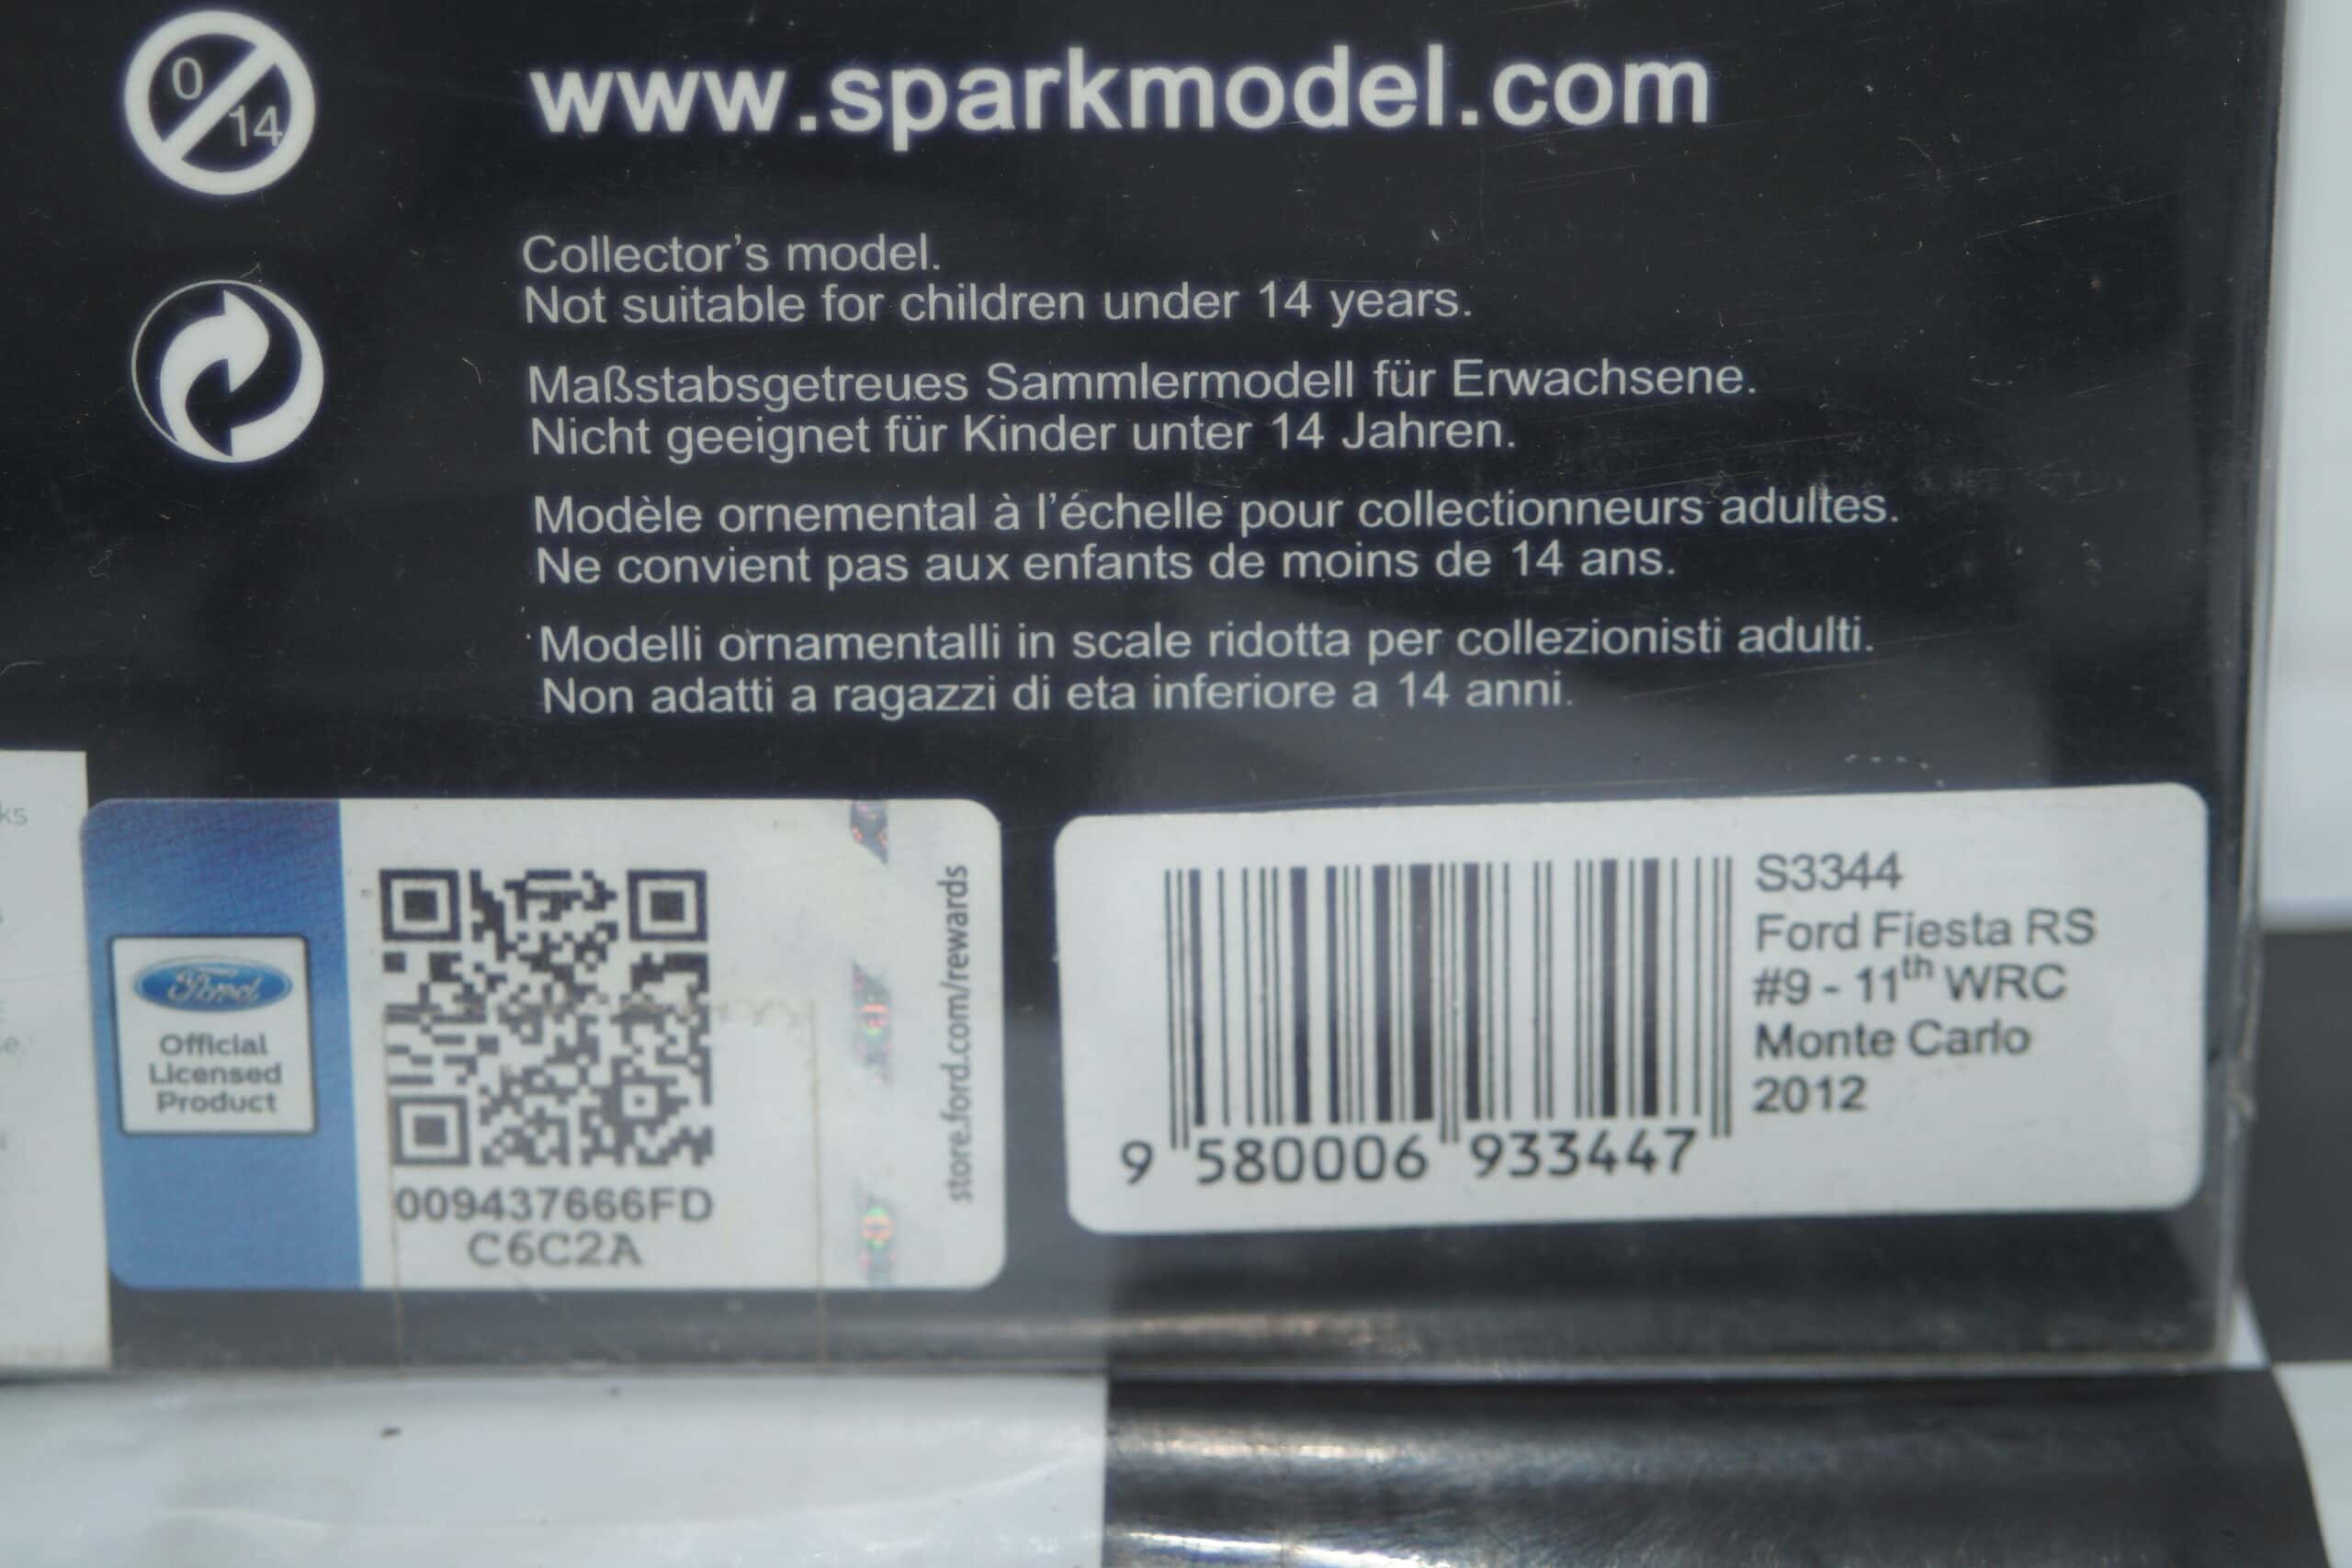 0
14
www.sparkmodel.com
Collector's model.
Not suitable for children under 14 years.
Maßstabsgetreues Sammlermodell für Erwachsene.
Nicht geeignet für Kinder unter 14 Jahren.
Modèle ornemental à l'échelle pour collectionneurs adultes.
Ne convient pas aux enfants de moins de 14 ans.
Modelli ornamentalli in scale ridotta per collezionisti adulti.
Non adatti a ragazzi di eta inferiore a 14 anni.
ks
Ford
Official
Licensed
Product
009437666FD
C6C2A
store.ford.com/rewards
S3344
Ford Fiesta RS
#9 - 11th WRC
Monte Carlo
2012
9 580006 933447